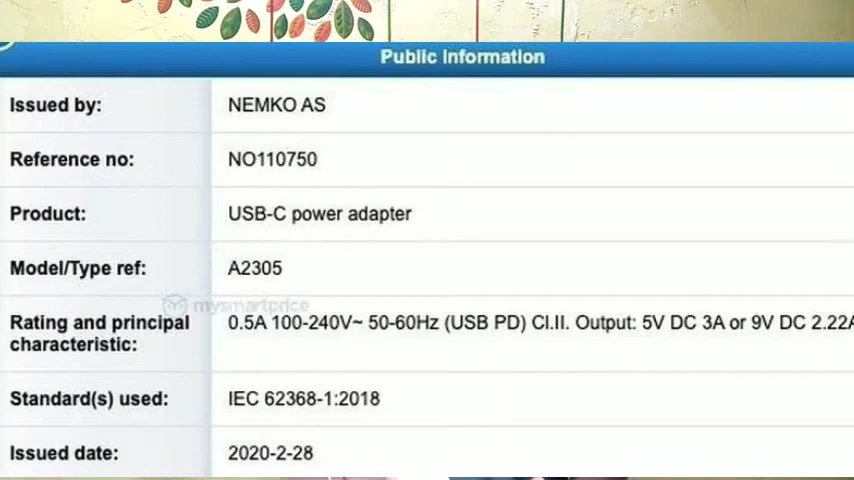 Public Information
Issued by: NEMKO AS
Reference no: NO110750
Product: USB-C power adapter
Model/Type ref: A2305
mysmartprice
Rating and principal characteristic: 0.5A 100-240V~ 50-60Hz (USB PD) Cl.II. Output: 5V DC 3A or 9V DC 2.22A
Standard(s) used: IEC 62368-1:2018
Issued date: 2020-2-28